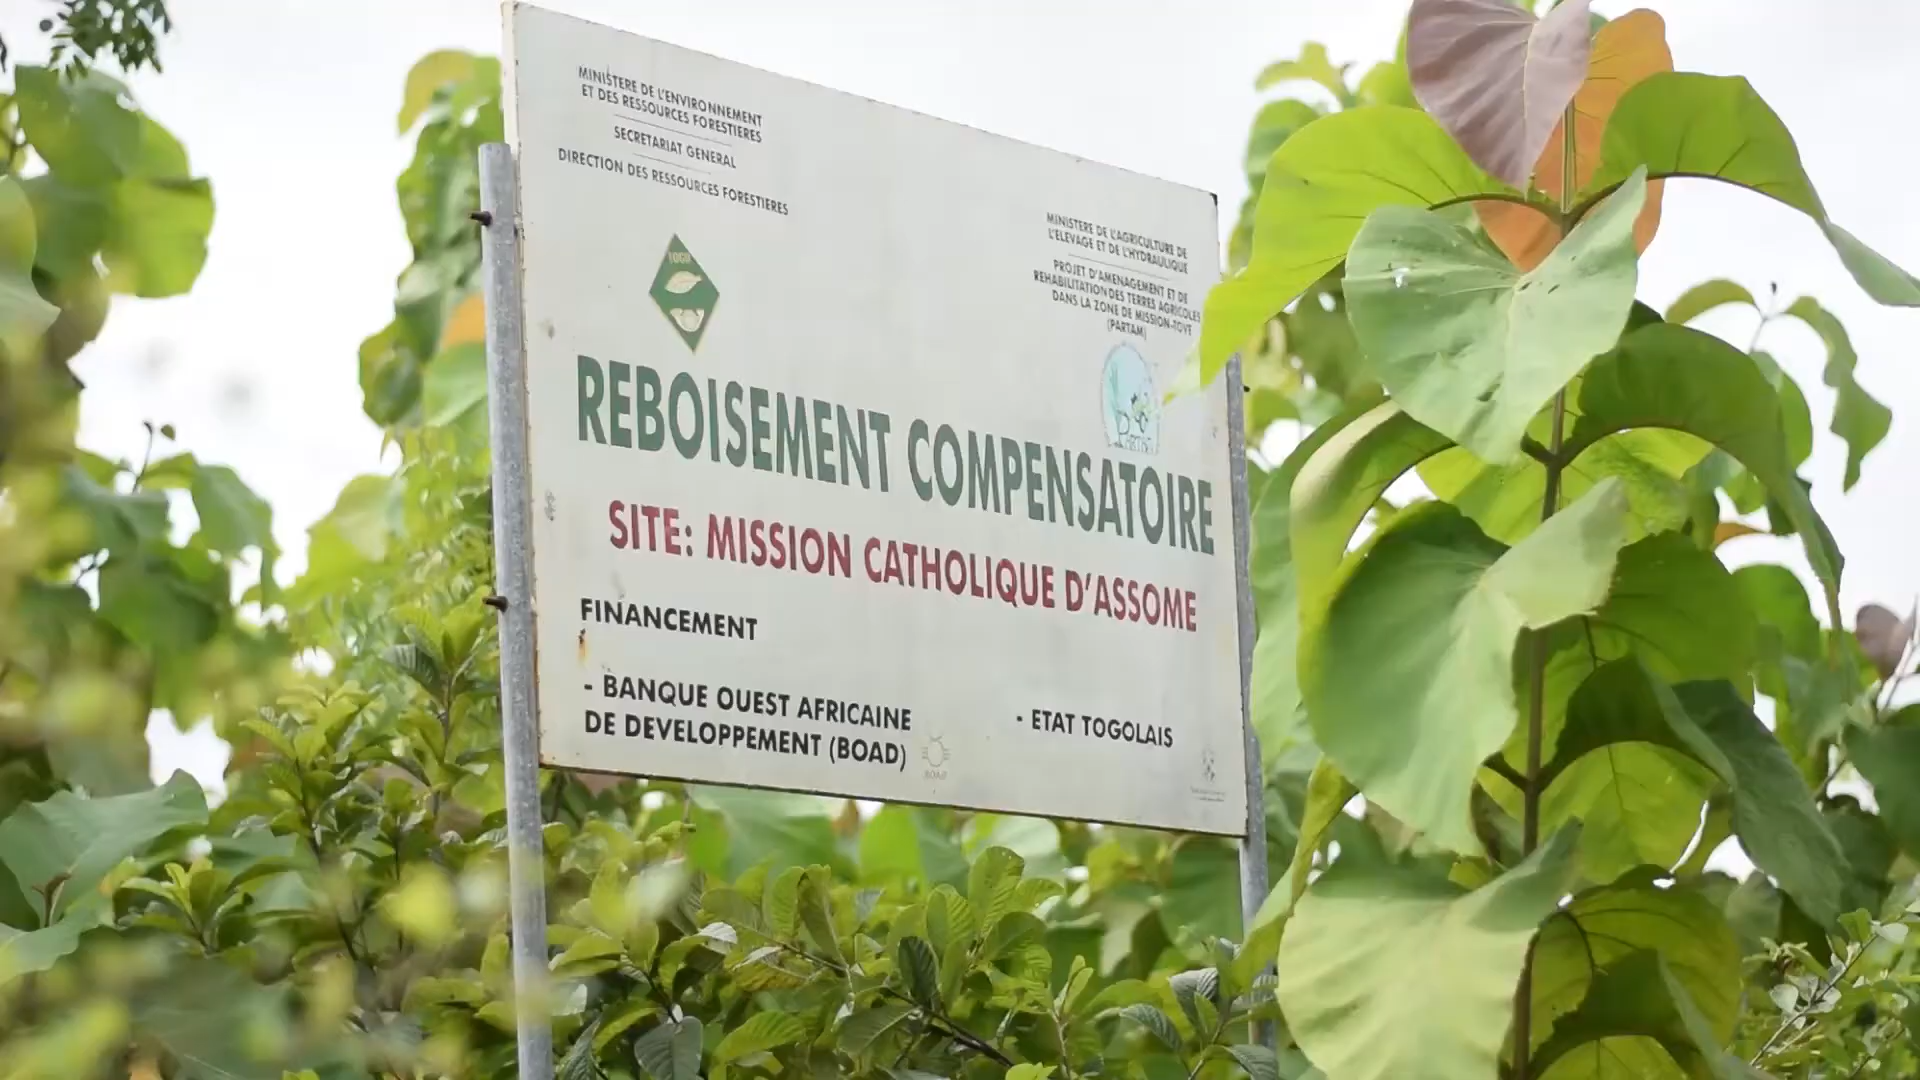 MINISTERE DE L'ENVIRONNEMENT
ET DES RESSOURCES FORESTIERES
SECRETARIAT GENERAL
DIRECTION DES RESSOURCES FORESTIERES
TOGO
MINISTERE DE L'AGRICULTURE DE
L'ELEVAGE ET DE L'HYDRAULIQUE
PROJET D'AMENAGEMENT ET DE
REHABILITATION DES TERRES AGRICOLES
DANS LA ZONE DE MISSION-TOVE
(PARTAM)
REBOISEMENT COMPENSATOIRE
SITE: MISSION CATHOLIQUE D'ASSOME
FINANCEMENT
- BANQUE OUEST AFRICAINE
DE DEVELOPPEMENT (BOAD)
BOAD
- ETAT TOGOLAIS